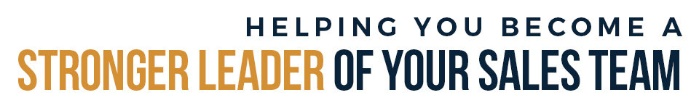 HELPING YOU BECOME A
STRONGER LEADER OF YOUR SALES TEAM